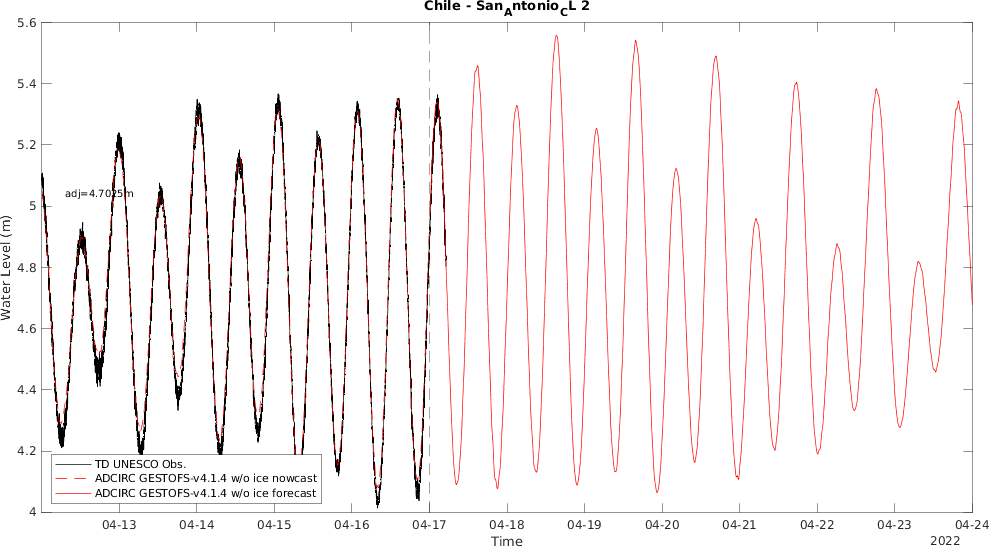 Chile - SanAntonioCL 2
5.6
5.4
5.2
5
4.8
4.6
4.4
4.2
4
Water Level (m)
adj=4.7025m
TD UNESCO Obs.
ADCIRC GESTOFS-v4.1.4 w/o ice nowcast
ADCIRC GESTOFS-v4.1.4 w/o ice forecast
04-13 04-14 04-15 04-16 04-17 04-18 04-19 04-20 04-21 04-22 04-23 04-24
Time
2022